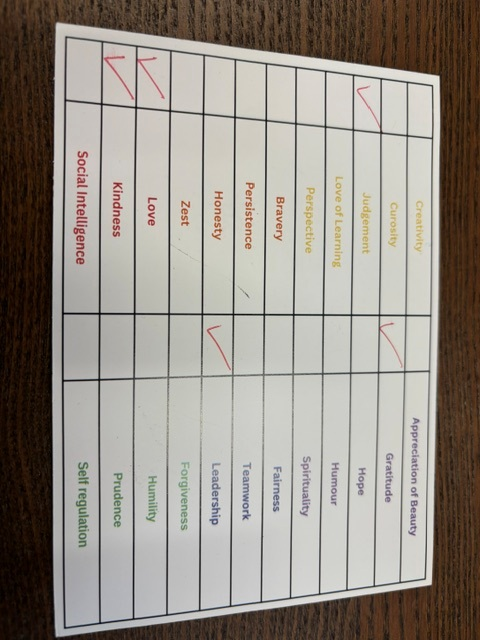 Creativity Appreciation of Beauty
Curosity Gratitude
Judgement Hope
Love of Learning Humour
Perspective Spirituality
Bravery Fairness
Persistence Teamwork
Honesty Leadership
Zest Forgiveness
Love Humility
Kindness Prudence
Social Intelligence Self regulation